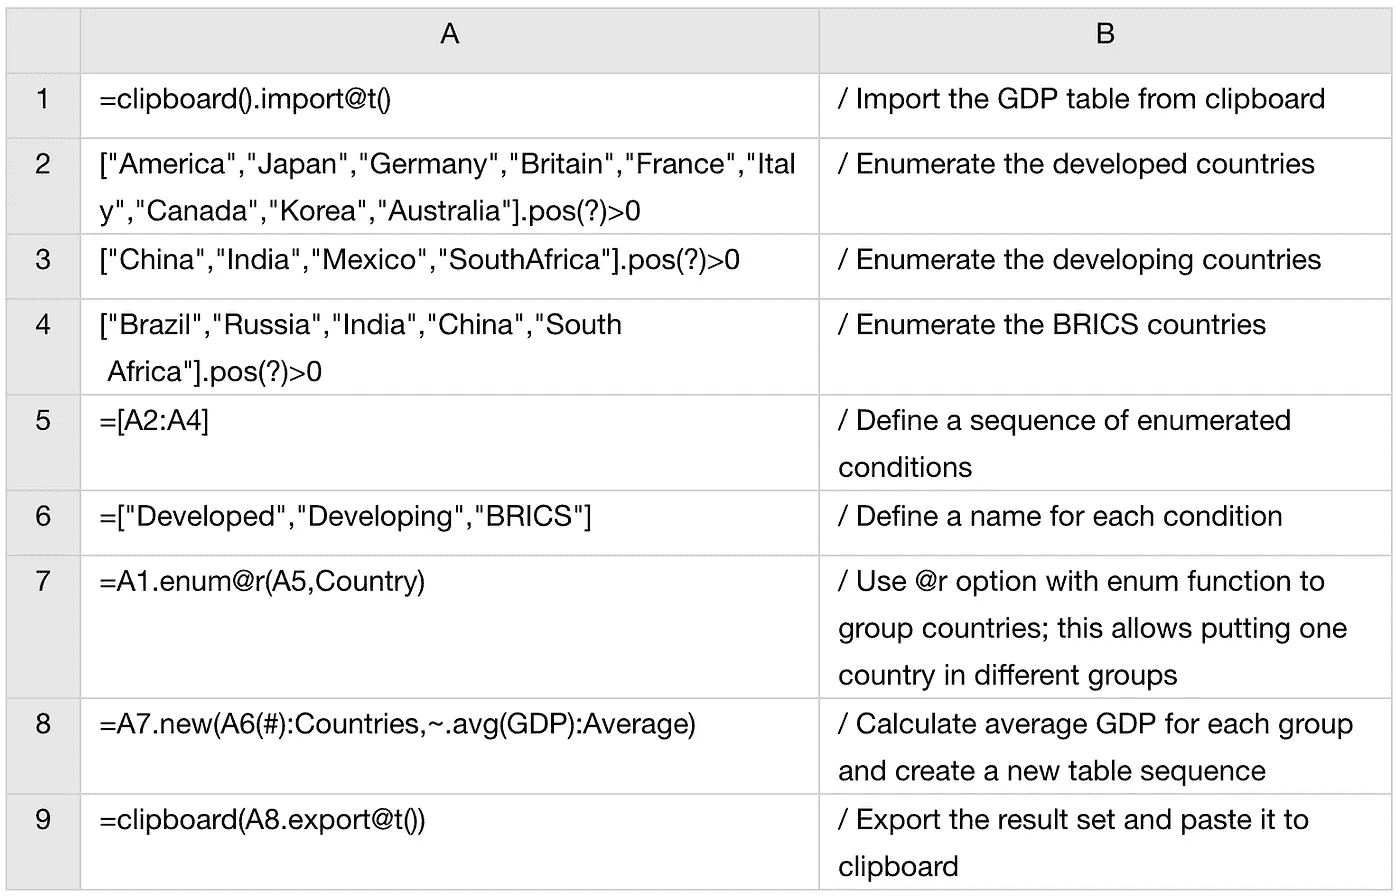 A B
1 =clipboard().import@t() / Import the GDP table from clipboard
2 ["America","Japan","Germany","Britain","France","Ital / Enumerate the developed countries
y","Canada","Korea","Australia"].pos(?)>0
3 ["China","India","Mexico","SouthAfrica"].pos(?)>0 / Enumerate the developing countries
4 ["Brazil","Russia","India","China","South / Enumerate the BRICS countries
Africa"].pos(?)>0
5 =[A2:A4] / Define a sequence of enumerated
conditions
6 =["Developed","Developing","BRICS"] / Define a name for each condition
7 =A1.enum@r(A5,Country) / Use @r option with enum function to
group countries; this allows putting one
country in different groups
8 =A7.new(A6(#):Countries,~.avg(GDP):Average) / Calculate average GDP for each group
and create a new table sequence
9 =clipboard(A8.export@t()) / Export the result set and paste it to
clipboard